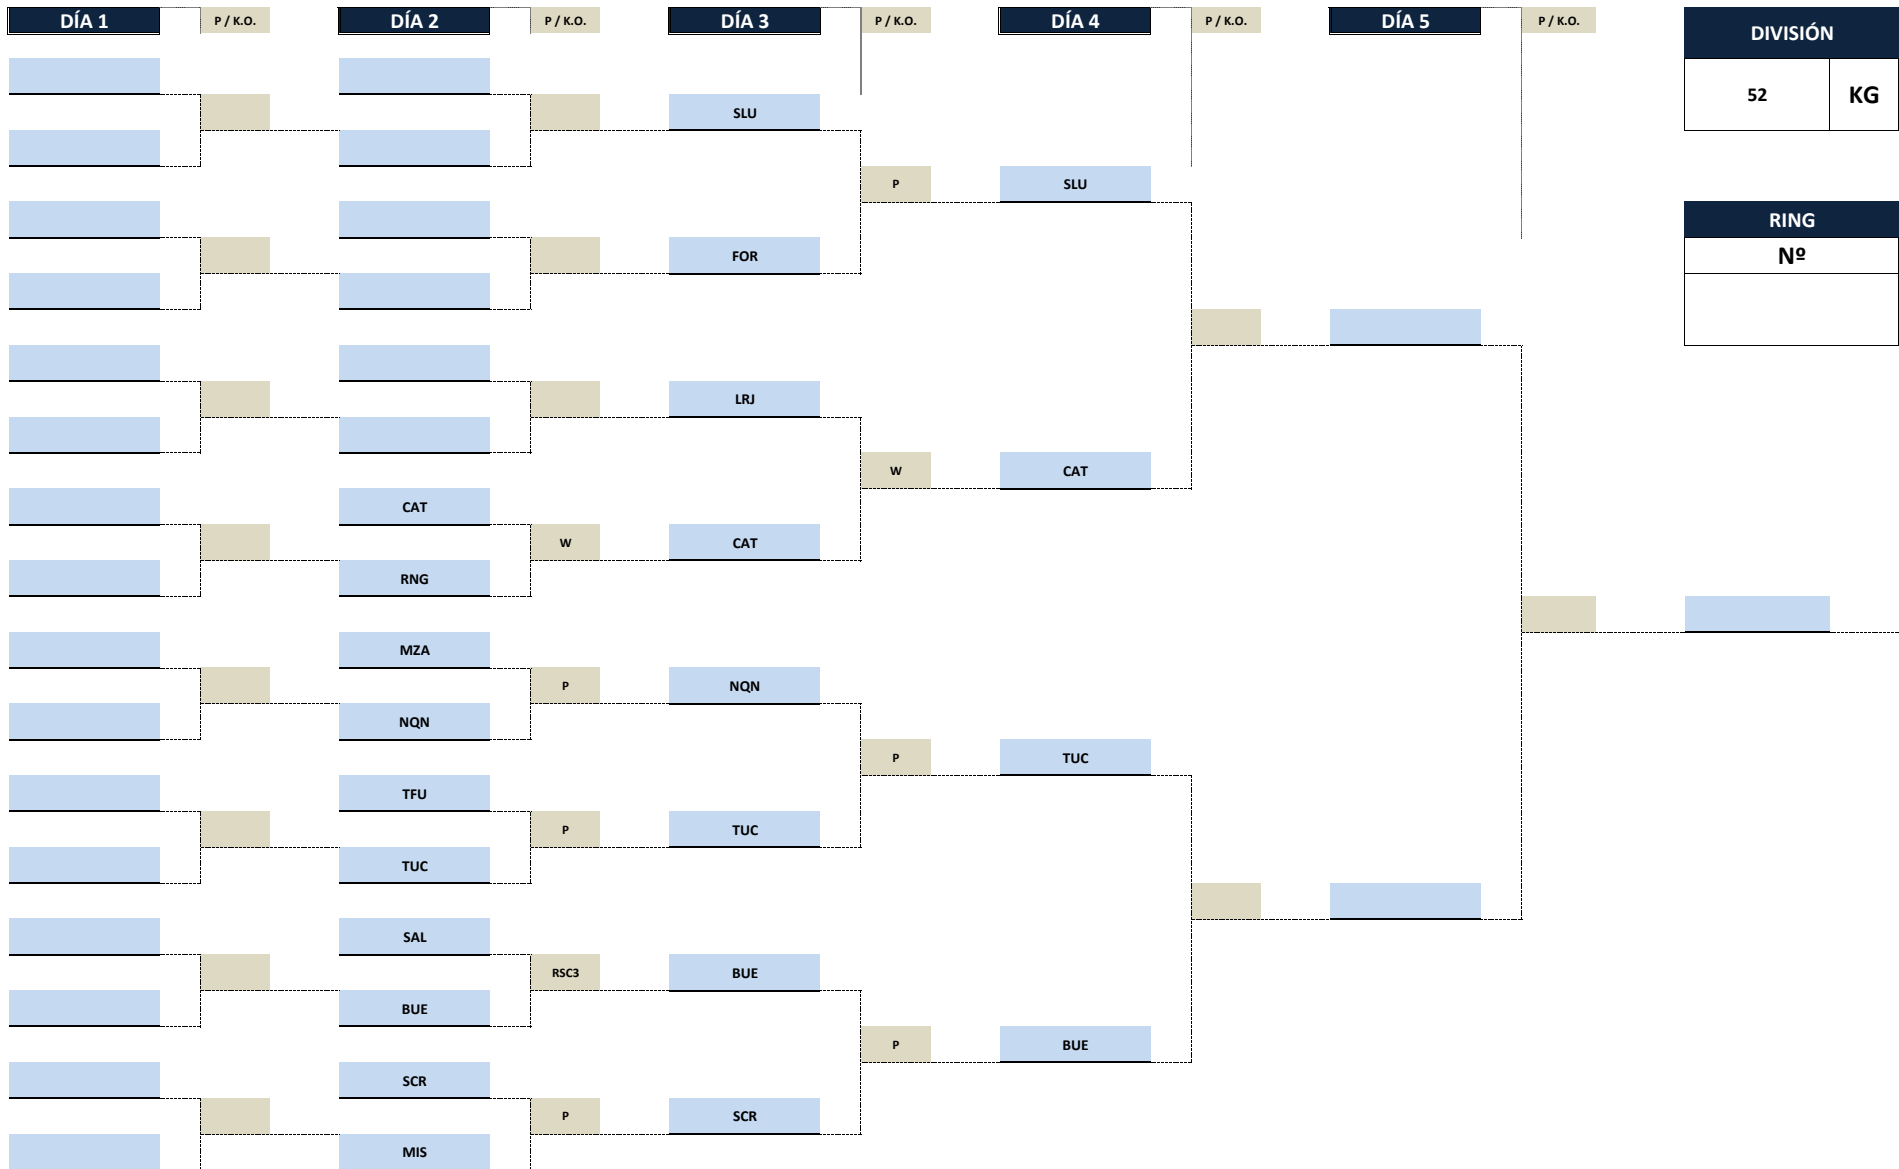 DÍA 1 P / K.O. DÍA 2 P / K.O. DÍA 3 P / K.O. DÍA 4 P / K.O. DÍA 5 P / K.O.
DIVISIÓN
52 KG
SLU
P SLU
RING
FOR
Nº
LRJ
W CAT
CAT
W CAT
RNG
MZA
P NQN
NQN
P TUC
TFU
P TUC
TUC
SAL
RSC3 BUE
BUE
P BUE
SCR
P SCR
MIS